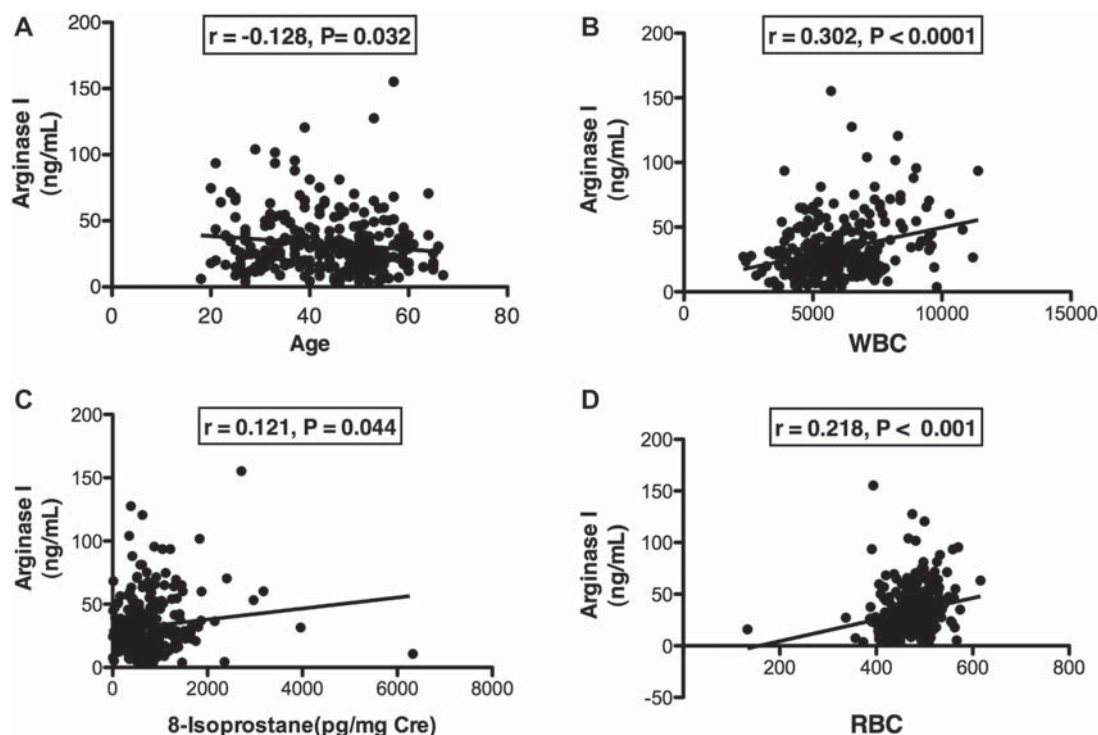 A
r = -0.128, P= 0.032
Arginase I
(ng/mL)
200
150
100
50
0
0
20
40
60
80
Age
B
r = 0.302, P < 0.0001
Arginase I
(ng/mL)
200
150
100
50
0
0
5000
10000
15000
WBC
C
r = 0.121, P = 0.044
Arginase I
(ng/mL)
200
150
100
50
0
0
2000
4000
6000
8000
8-Isoprostane(pg/mg Cre)
D
r = 0.218, P < 0.001
Arginase I
(ng/mL)
200
150
100
50
0
-50
200
400
600
800
RBC